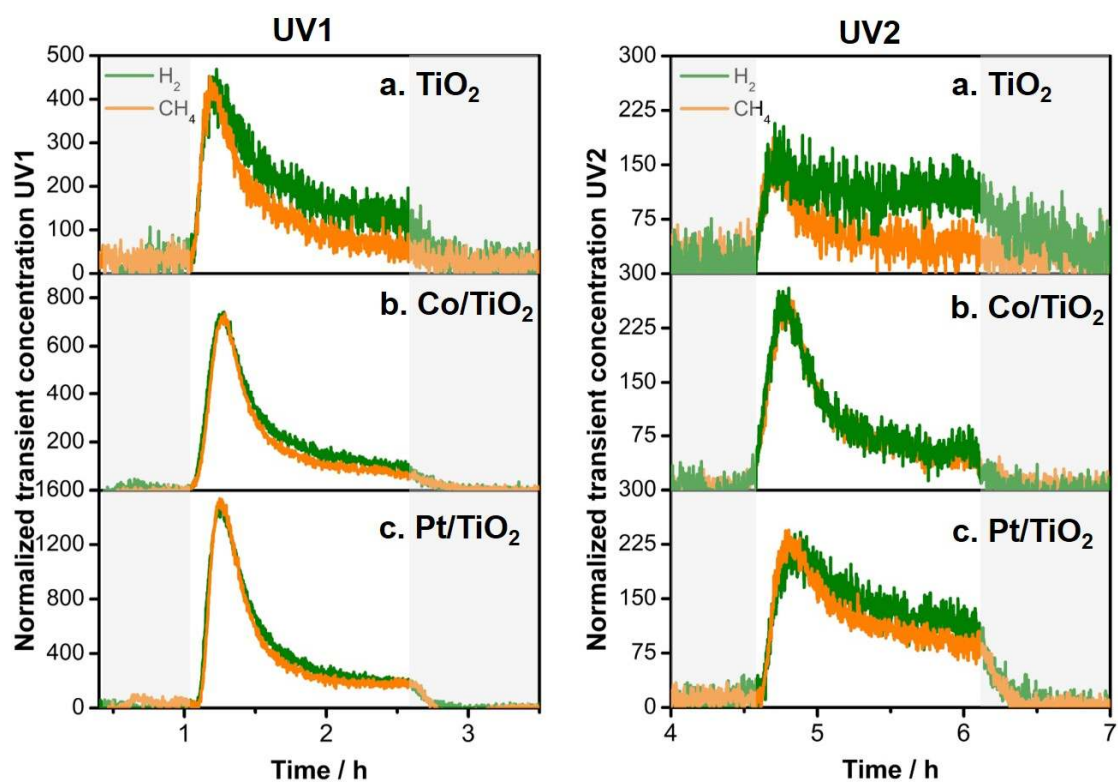 UV1
Normalized transient concentration UV1
500
400
300
200
100
0
H₂
CH₄
a. TiO₂
800
600
400
200
1600
b. Co/TiO₂
1200
800
400
0
c. Pt/TiO₂
1
2
3
Time / h
UV2
Normalized transient concentration UV2
300
225
150
75
300
H₂
CH₄
a. TiO₂
225
150
75
300
b. Co/TiO₂
225
150
75
0
c. Pt/TiO₂
4
5
6
7
Time / h